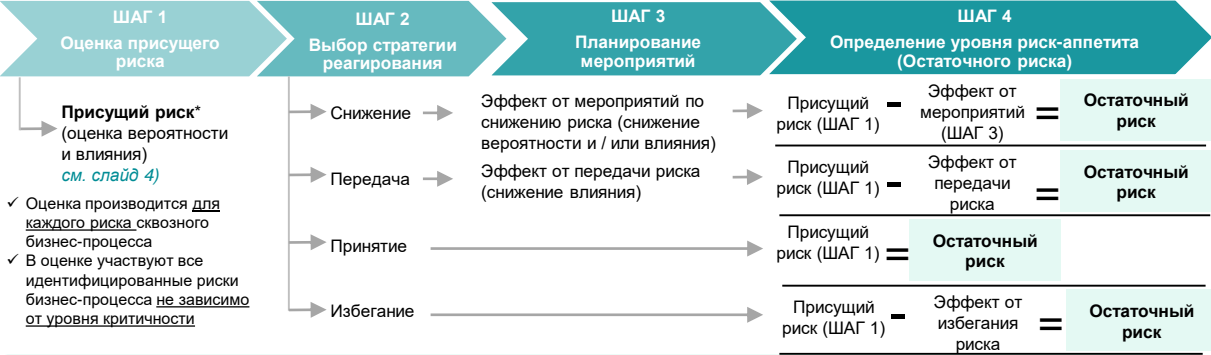 ШАГ 1
Оценка присущего
риска
ШАГ 2
Выбор стратегии
реагирования
ШАГ 3
Планирование
мероприятий
ШАГ 4
Определение уровня риск-аппетита
(Остаточного риска)
Присущий риск*
(оценка вероятности
и влияния)
см. слайд 4)
✓ Оценка производится для
каждого риска сквозного
бизнес-процесса
✓ В оценке участвуют все
идентифицированные риски
бизнес-процесса не зависимо
от уровня критичности
Снижение
Эффект от мероприятий по
снижению риска (снижение
вероятности и / или влияния)
Присущий
риск (ШАГ 1)
-
Эффект от
мероприятий
(ШАГ 3)
=
Остаточный
риск
Передача
Эффект от передачи риска
(снижение влияния)
Присущий
риск (ШАГ 1)
-
Эффект от
передачи
риска
=
Остаточный
риск
Принятие
Присущий
риск (ШАГ 1)
=
Остаточный
риск
Избегание
Присущий
риск (ШАГ 1)
-
Эффект от
избегания
риска
=
Остаточный
риск